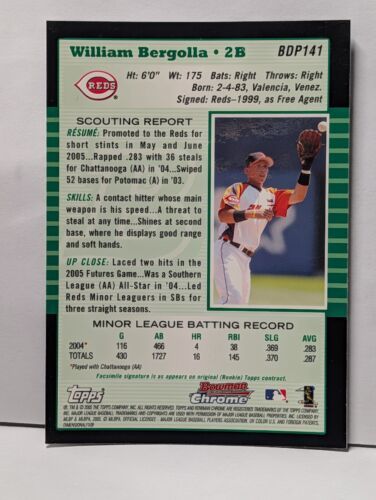 William Bergolla • 2B
BDP141
REDS
Ht: 6'0" Wt: 175 Bats: Right Throws: Right
Born: 2-4-83, Valencia, Venez.
Signed: Reds-1999, as Free Agent
SCOUTING REPORT
RÉSUMÉ: Promoted to the Reds for
short stints in May and June
2005...Rapped .283 with 36 steals
for Chattanooga (AA) in '04...Swiped
52 bases for Potomac (A) in '03.
SKILLS: A contact hitter whose main
weapon is his speed...A threat to
steal at any time...Shines at second
base, where he displays good range
and soft hands.
UP CLOSE: Laced two hits in the
2005 Futures Game...Was a Southern
League (AA) All-Star in '04...Led
Reds Minor Leaguers in SBs for
three straight seasons.
MINOR LEAGUE BATTING RECORD
G AB HR RBI SLG AVG
2004* 116 466 4 38 .369 .283
TOTALS 430 1727 16 145 .370 .287
*Played with Chattanooga (AA)
Facsimile signature is as appears on original (Rookie) Topps contract.
Topps
Bowman
Chrome